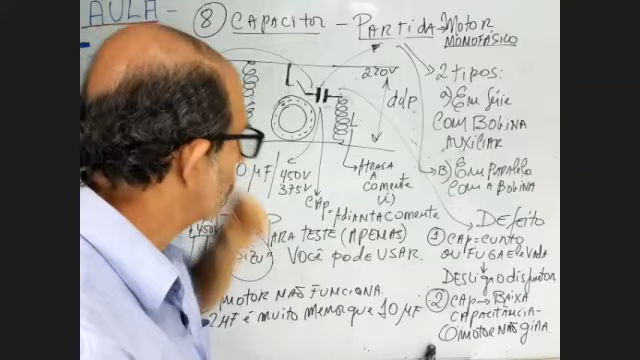 AULA-
8 CAPACITOR - PARTIDA → MOTOR
MONOFÁSICO
220V
ddp
L
2 TIPOS:
a) Em Série
COM BOBINA
AUXILIAR
B) Em PARALELO
COM A BOBINA
0µF/450V
375V
CAP
ATRASA
A
COrrENTE
(i)
= Adianta COrrENTE
450V
PARA TESTE (APENAS)
VOCÊ pode USAR.
MOTOR NÃO FUNCIONA.
2µF É MUITO MENOR que 10µF
DEFEITO
1 CAP = CURTO
OU FUGA ELEVADA
DESLIGA o disjuntor
2 CAP → BAIXA
CAPACITÂNCIA-
O MOTOR NÃO GIRA.